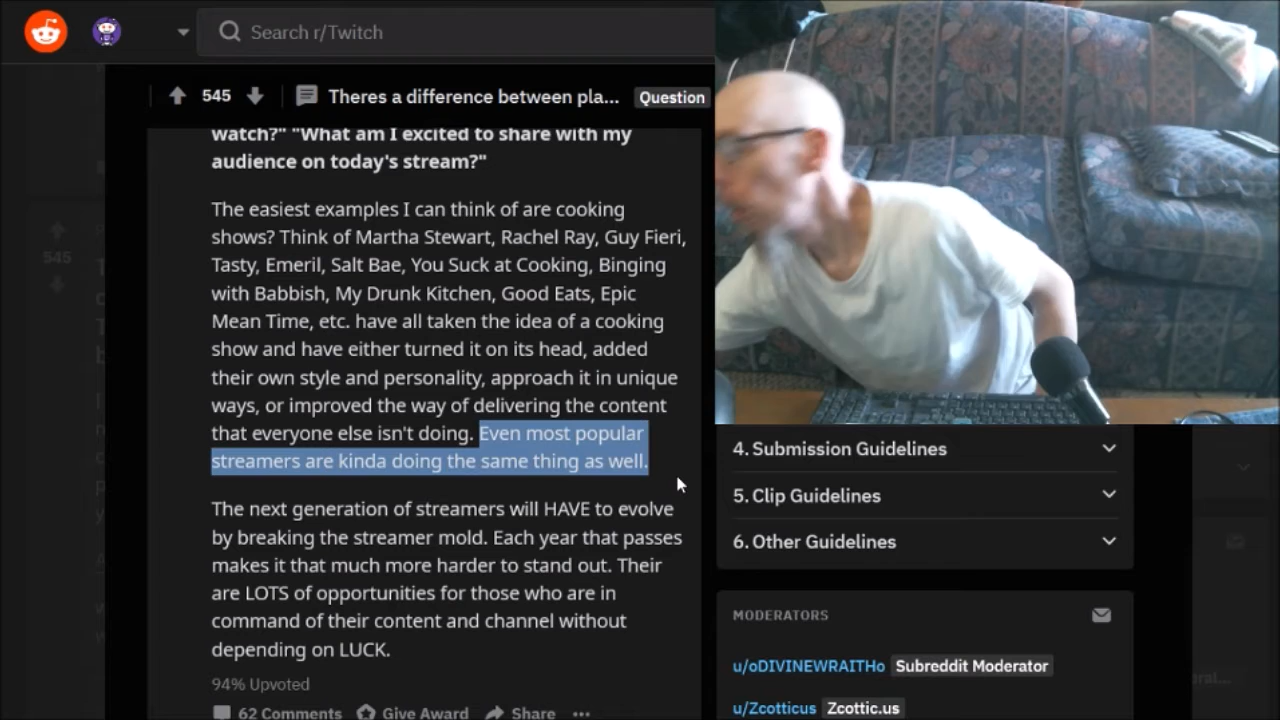 Search r/Twitch
545
Theres a difference between pla...
Question
watch?" "What am I excited to share with my
audience on today's stream?"
The easiest examples I can think of are cooking
shows? Think of Martha Stewart, Rachel Ray, Guy Fieri,
Tasty, Emeril, Salt Bae, You Suck at Cooking, Binging
with Babbish, My Drunk Kitchen, Good Eats, Epic
Mean Time, etc. have all taken the idea of a cooking
show and have either turned it on its head, added
their own style and personality, approach it in unique
ways, or improved the way of delivering the content
that everyone else isn't doing. Even most popular
streamers are kinda doing the same thing as well.
The next generation of streamers will HAVE to evolve
by breaking the streamer mold. Each year that passes
makes it that much more harder to stand out. Their
are LOTS of opportunities for those who are in
command of their content and channel without
depending on LUCK.
94% Upvoted
62 Comments Give Award Share ...
545
4. Submission Guidelines
5. Clip Guidelines
6. Other Guidelines
MODERATORS
u/oDIVINEWRAITHo Subreddit Moderator
u/Zcotticus Zcottic.us